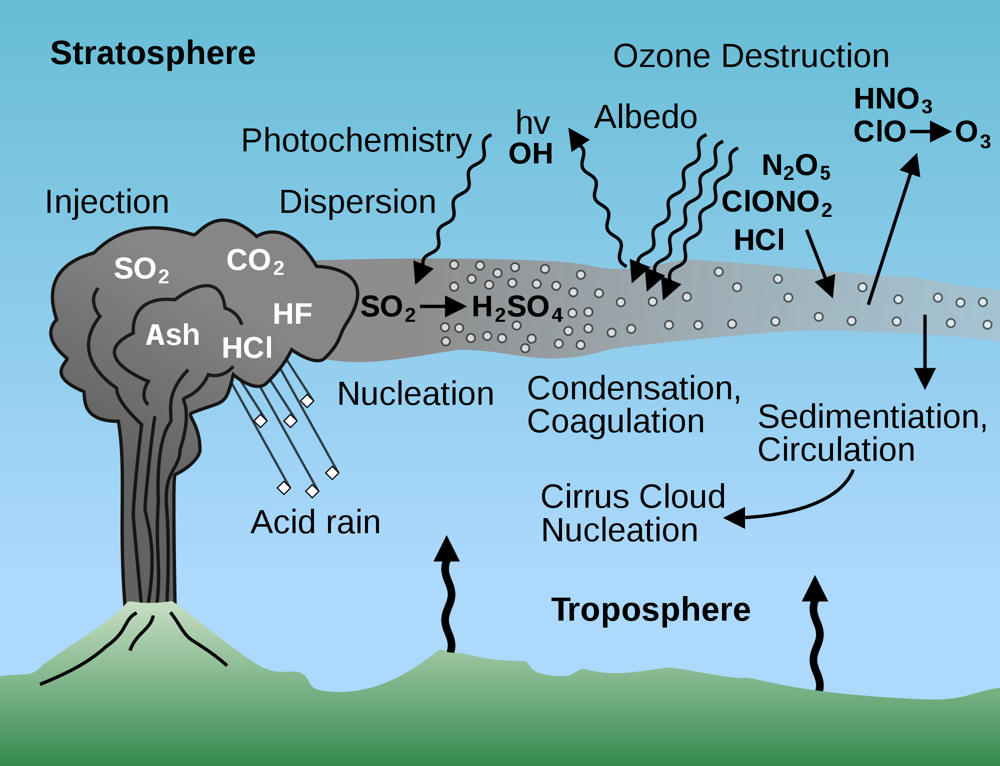 Stratosphere
Ozone Destruction
HNO₃
ClO → O₃
Albedo
hv
OH
Photochemistry
N₂O₅
ClONO₂
HCl
Injection
Dispersion
SO₂
CO₂
HF
Ash
HCl
SO₂ → H₂SO₄
Nucleation
Condensation,
Coagulation
Sedimentiation,
Circulation
Cirrus Cloud
Nucleation
Acid rain
Troposphere